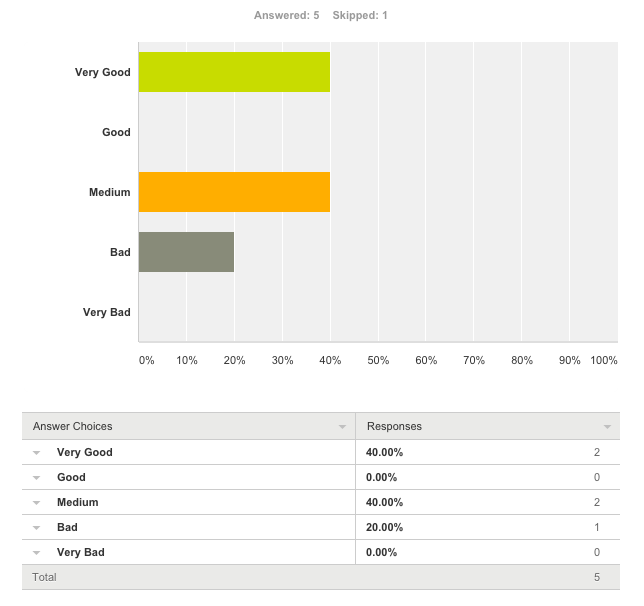 Answered: 5 Skipped: 1
Very Good
Good
Medium
Bad
Very Bad
0% 10% 20% 30% 40% 50% 60% 70% 80% 90% 100%
Answer Choices Responses
Very Good 40.00% 2
Good 0.00% 0
Medium 40.00% 2
Bad 20.00% 1
Very Bad 0.00% 0
Total 5